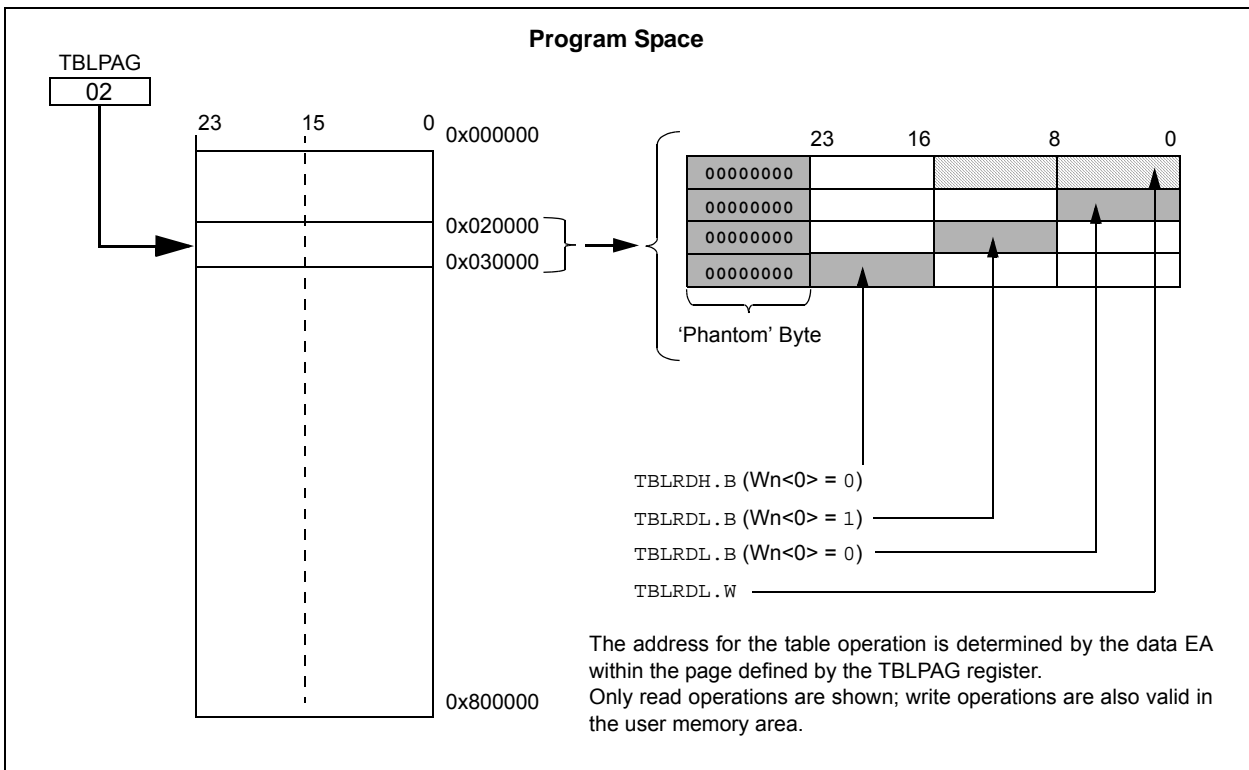 Program Space
TBLPAG
02
23 15 0
0x000000
0x020000
0x030000
0x800000
23 16 8 0
00000000
00000000
00000000
00000000
‘Phantom’ Byte
TBLRDH.B (Wn<0> = 0)
TBLRDL.B (Wn<0> = 1)
TBLRDL.B (Wn<0> = 0)
TBLRDL.W
The address for the table operation is determined by the data EA
within the page defined by the TBLPAG register.
Only read operations are shown; write operations are also valid in
the user memory area.